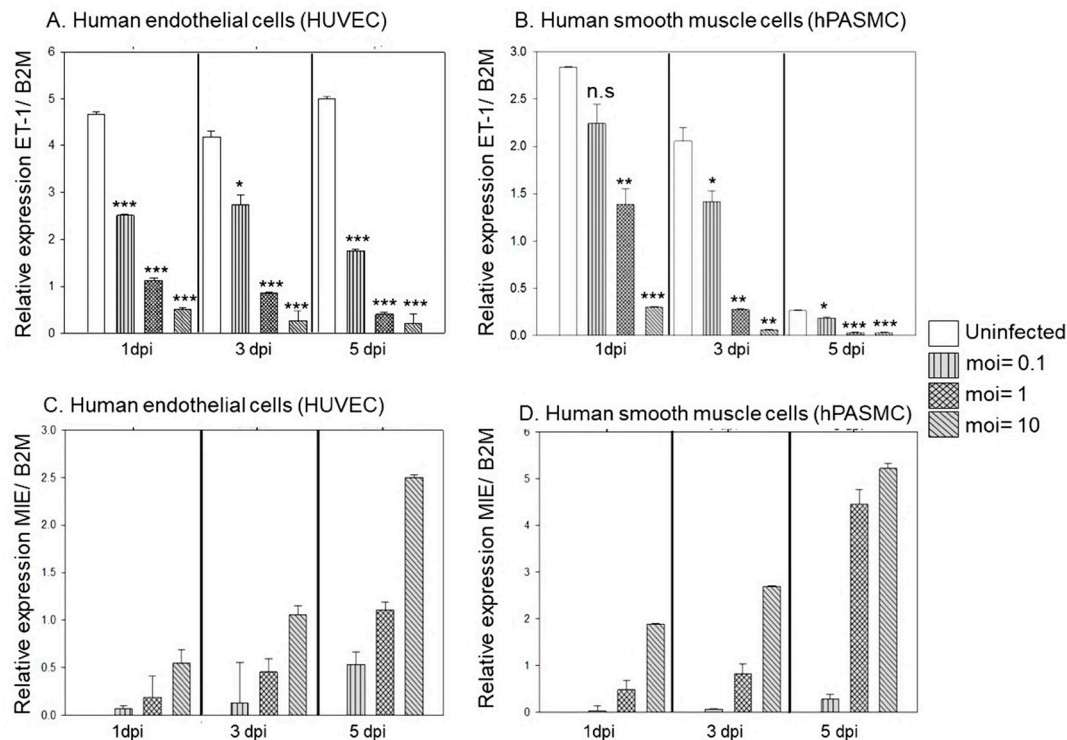 A. Human endothelial cells (HUVEC)
Relative expression ET-1/ B2M
6
5
4
3
2
1
0
***
***
***
*
***
***
***
***
***
1dpi
3 dpi
5 dpi
B. Human smooth muscle cells (hPASMC)
Relative expression ET-1/ B2M
3.0
2.5
2.0
1.5
1.0
0.5
0.0
n.s
**
***
*
**
**
*
***
***
1dpi
3 dpi
5 dpi
Uninfected
moi= 0.1
moi= 1
moi= 10
C. Human endothelial cells (HUVEC)
Relative expression MIE/ B2M
3.0
2.5
2.0
1.5
1.0
0.5
0.0
1dpi
3 dpi
5 dpi
D. Human smooth muscle cells (hPASMC)
Relative expression MIE/ B2M
6
5
4
3
2
1
0
1dpi
3 dpi
5 dpi